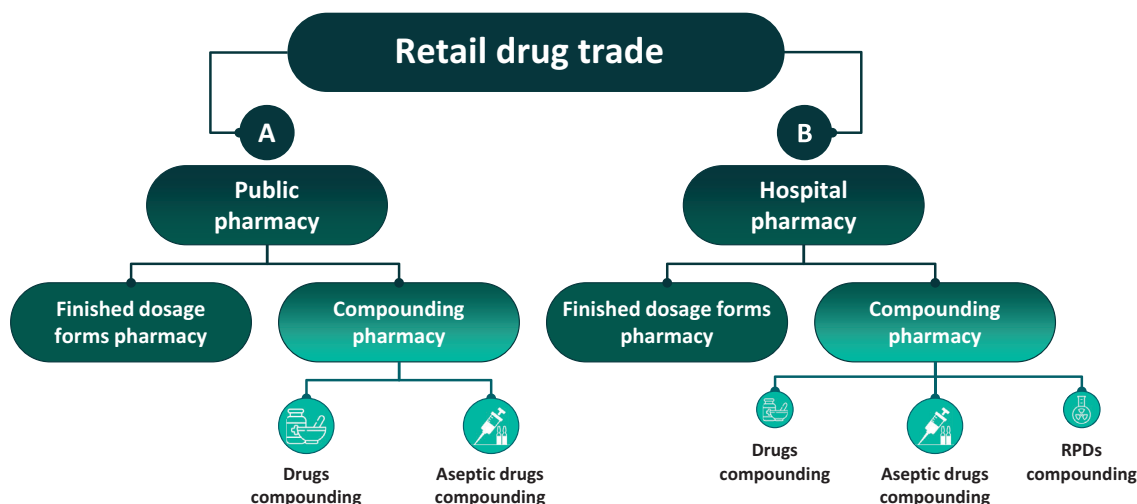 Retail drug trade
A
B
Public
pharmacy
Hospital
pharmacy
Finished dosage
forms pharmacy
Compounding
pharmacy
Finished dosage forms
pharmacy
Compounding
pharmacy
Drugs
compounding
Aseptic drugs
compounding
Drugs
compounding
Aseptic drugs
compounding
RPDs
compounding